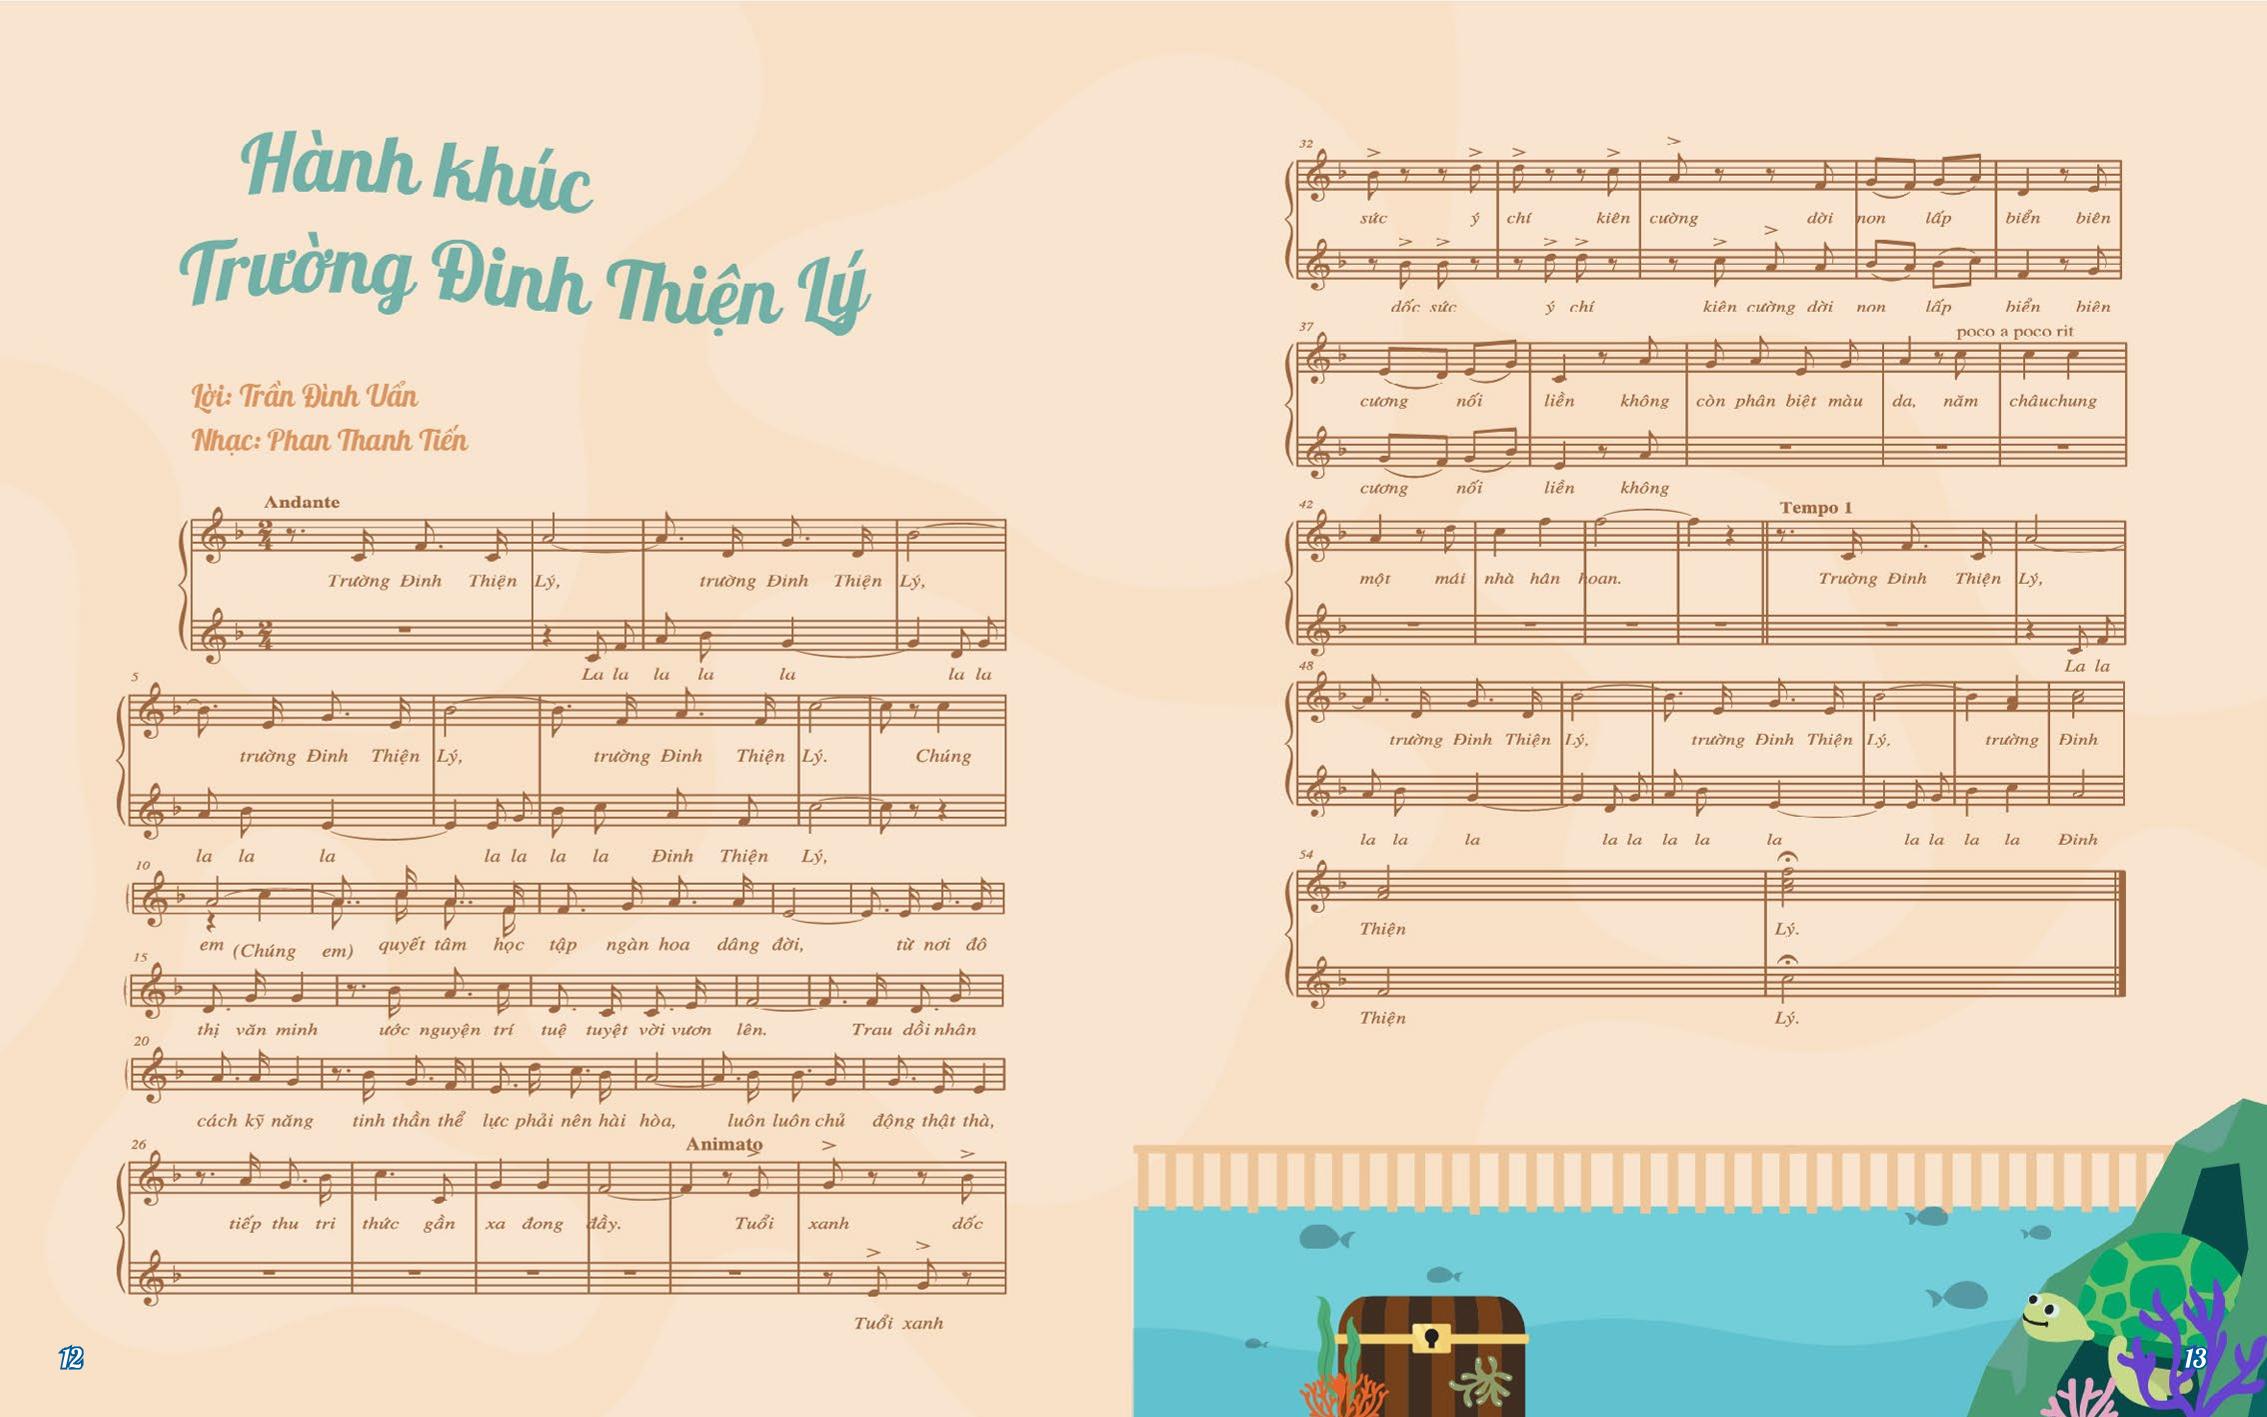 Hành khúc
Trường Đinh Thiện Lý
Lời: Trần Đình Uẩn
Nhạc: Phan Thanh Tiến
Andante
Trường Đinh Thiện Lý, trường Đinh Thiện Lý,
La la la la la la la
5
trường Đinh Thiện Lý, trường Đinh Thiện Lý. Chúng
la la la la la la la Đinh Thiện Lý,
10
em (Chúng em) quyết tâm học tập ngàn hoa dâng đời, từ nơi đô
15
thị văn minh ước nguyện trí tuệ tuyệt vời vươn lên. Trau dồi nhân
20
cách kỹ năng tinh thần thể lực phải nên hài hòa, luôn luôn chủ động thật thà,
26
Animato
tiếp thu tri thức gần xa đong đầy. Tuổi xanh dốc
Tuổi xanh
12
32
sức ý chí kiên cường dời non lấp biển biên
dốc sức ý chí kiên cường dời non lấp biển biên
37
poco a poco rit
cương nối liền không còn phân biệt màu da, năm châuchung
cương nối liền không
42
Tempo 1
một mái nhà hân hoan. Trường Đinh Thiện Lý,
La la
48
trường Đinh Thiện Lý, trường Đinh Thiện Lý, trường Đinh
la la la la la la la la la la la la Đinh
54
Thiện Lý.
Thiện Lý.
13